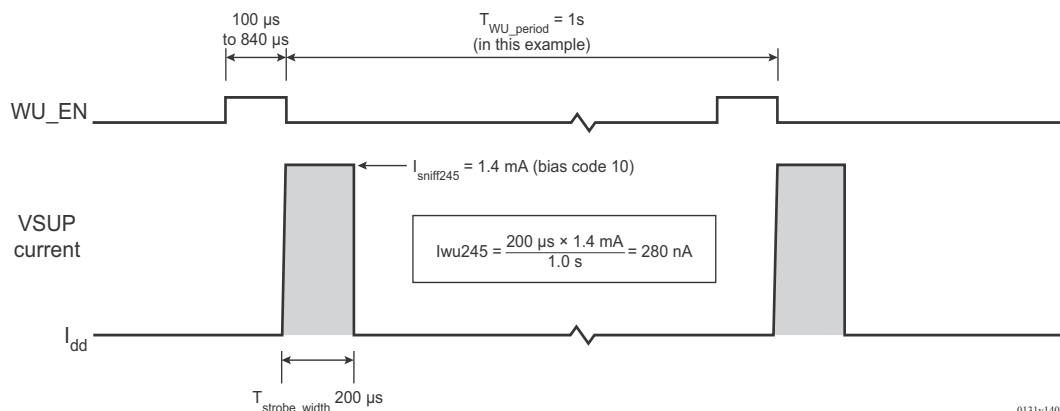 100 µs
to 840 µs
T_WU_period = 1s
(in this example)
WU_EN
I_sniff245 = 1.4 mA (bias code 10)
VSUP
current
Iwu245 = 200 µs × 1.4 mA / 1.0 s = 280 nA
I_dd
T_strobe_width 200 µs
0131v140